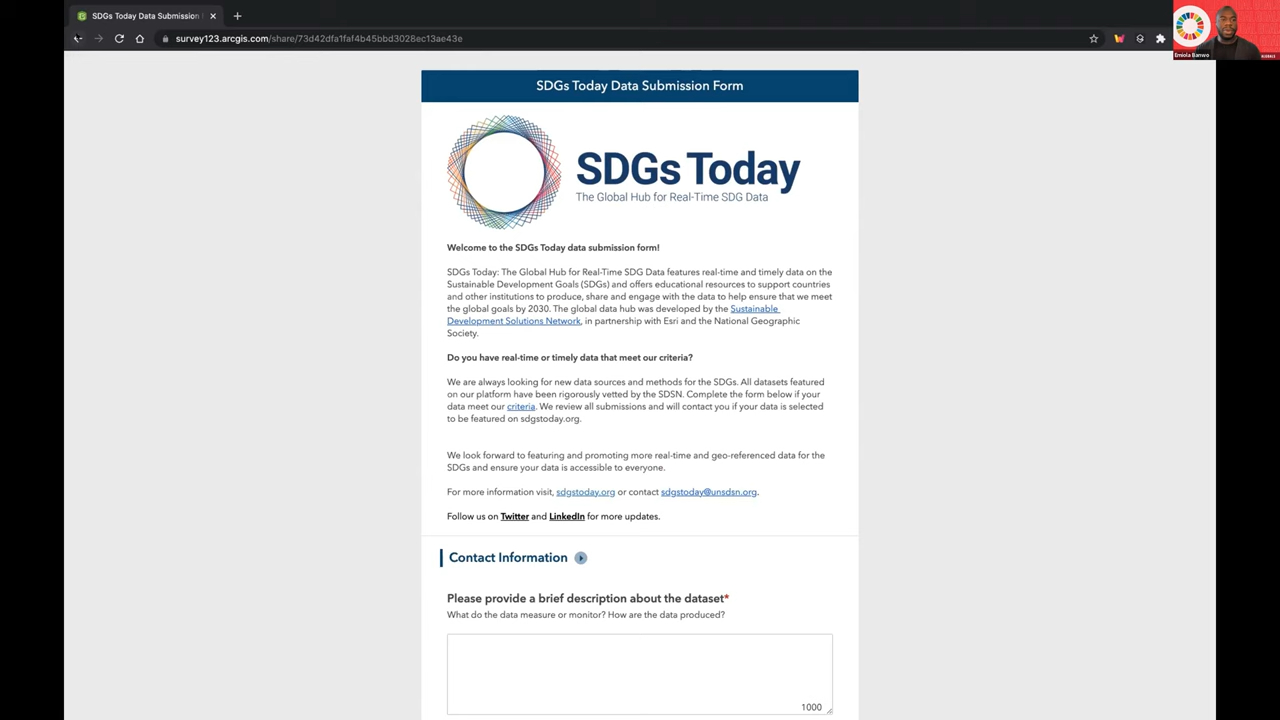 SDGs Today Data Submission
survey123.arcgis.com/share/73d42dfa1faf4b45bbd3028ec13ae43e
Emiola Banwo
SDGs Today Data Submission Form
SDGs Today
The Global Hub for Real-Time SDG Data
Welcome to the SDGs Today data submission form!
SDGs Today: The Global Hub for Real-Time SDG Data features real-time and timely data on the
Sustainable Development Goals (SDGs) and offers educational resources to support countries
and other institutions to produce, share and engage with the data to help ensure that we meet
the global goals by 2030. The global data hub was developed by the Sustainable
Development Solutions Network, in partnership with Esri and the National Geographic
Society.
Do you have real-time or timely data that meet our criteria?
We are always looking for new data sources and methods for the SDGs. All datasets featured
on our platform have been rigorously vetted by the SDSN. Complete the form below if your
data meet our criteria. We review all submissions and will contact you if your data is selected
to be featured on sdgstoday.org.
We look forward to featuring and promoting more real-time and geo-referenced data for the
SDGs and ensure your data is accessible to everyone.
For more information visit, sdgstoday.org or contact sdgstoday@unsdsn.org.
Follow us on Twitter and LinkedIn for more updates.
Contact Information
Please provide a brief description about the dataset*
What do the data measure or monitor? How are the data produced?
1000